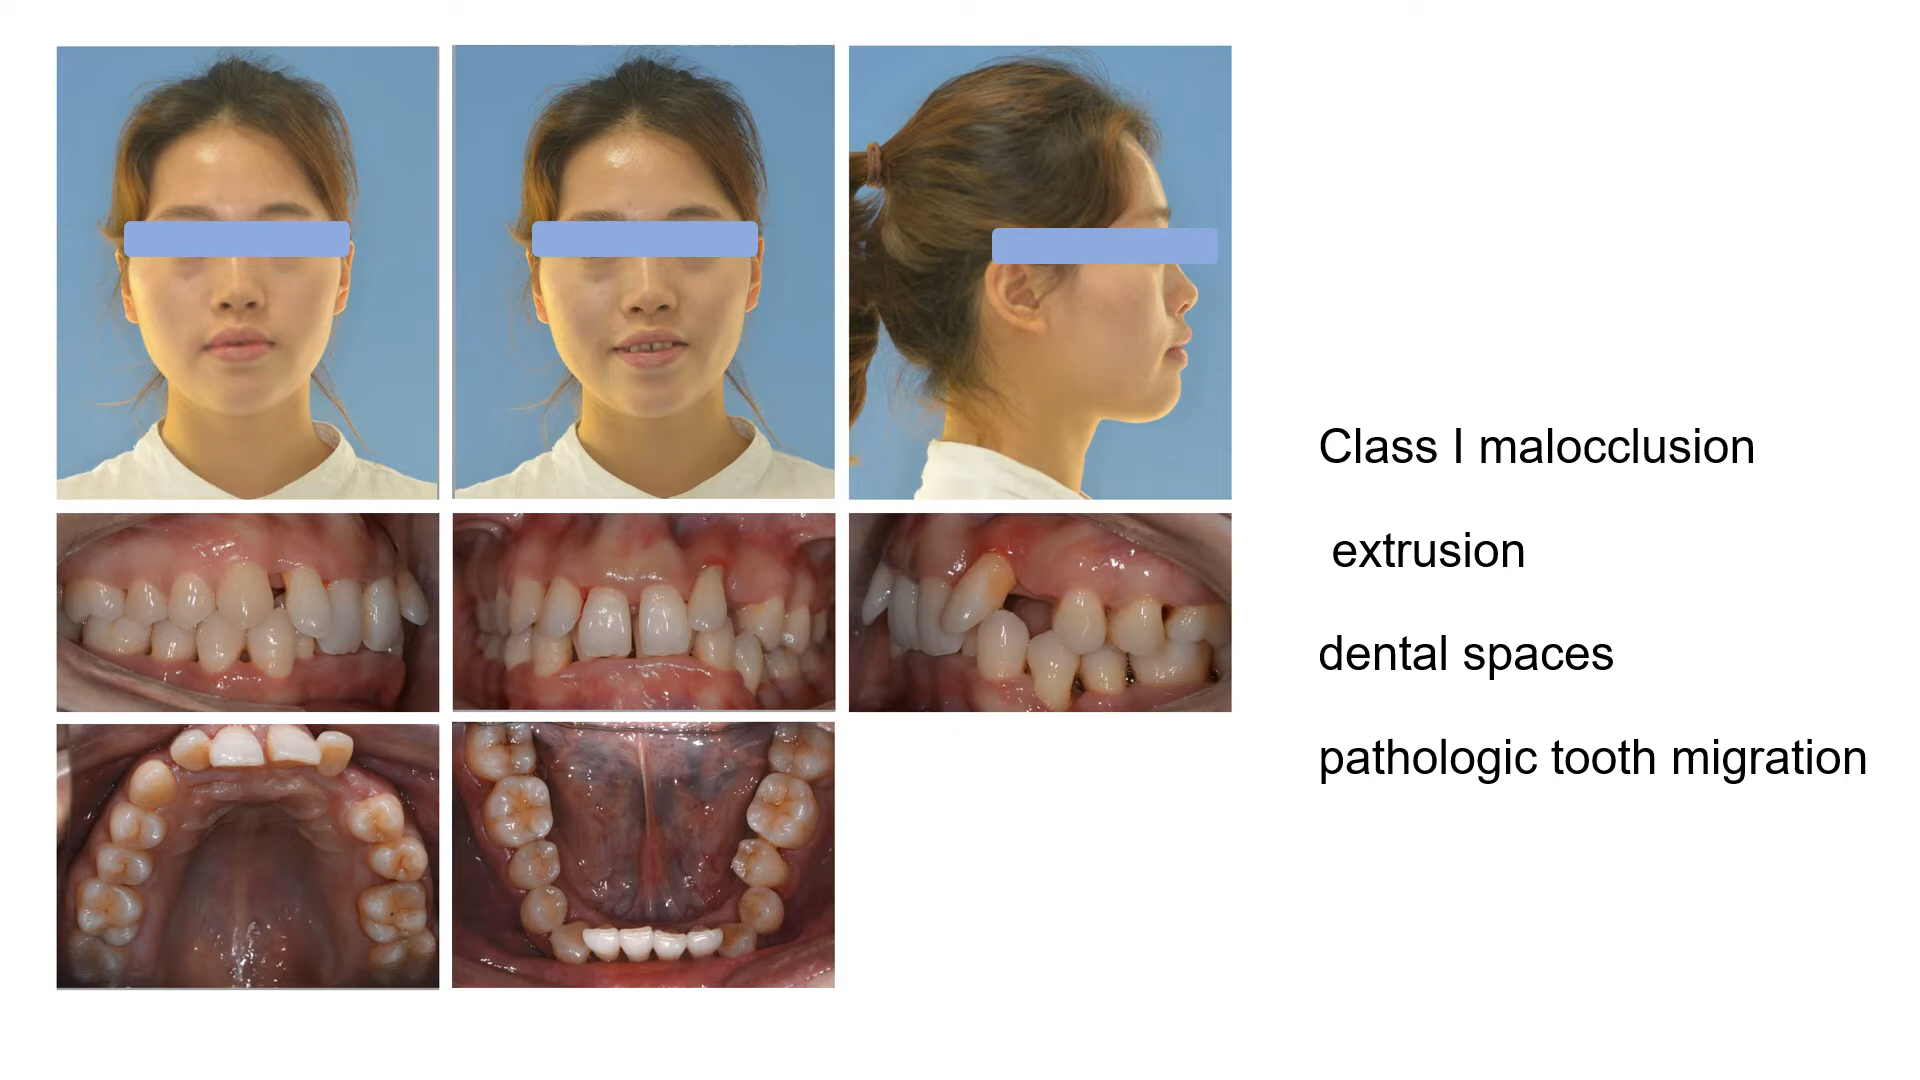 Class I malocclusion
extrusion
dental spaces
pathologic tooth migration